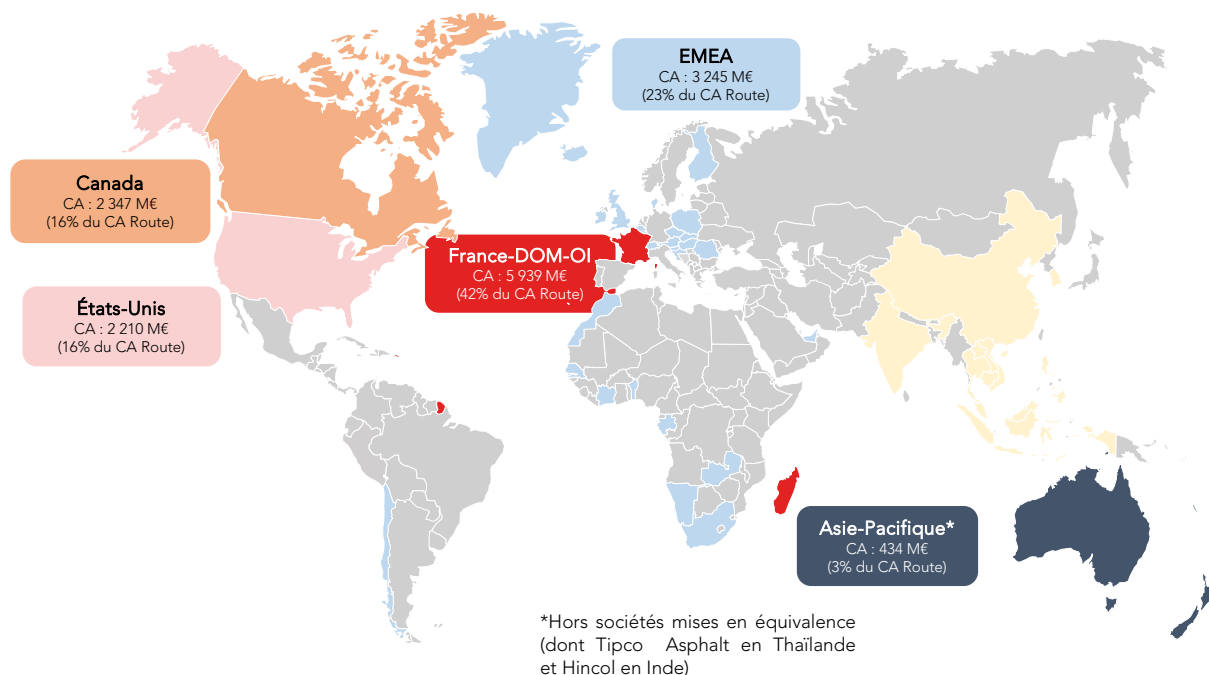 EMEA
CA : 3 245 M€
(23% du CA Route)
Canada
CA : 2 347 M€
(16% du CA Route)
France-DOM-OI
CA : 5 939 M€
(42% du CA Route)
États-Unis
CA : 2 210 M€
(16% du CA Route)
Asie-Pacifique*
CA : 434 M€
(3% du CA Route)
*Hors sociétés mises en équivalence
(dont Tipco Asphalt en Thaïlande
et Hincol en Inde)